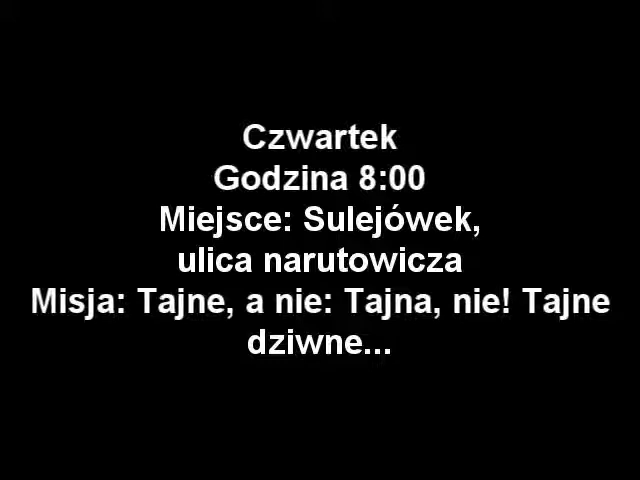 Czwartek
Godzina 8:00
Miejsce: Sulejówek,
ulica narutowicza
Misja: Tajne, a nie: Tajna, nie! Tajne
dziwne...